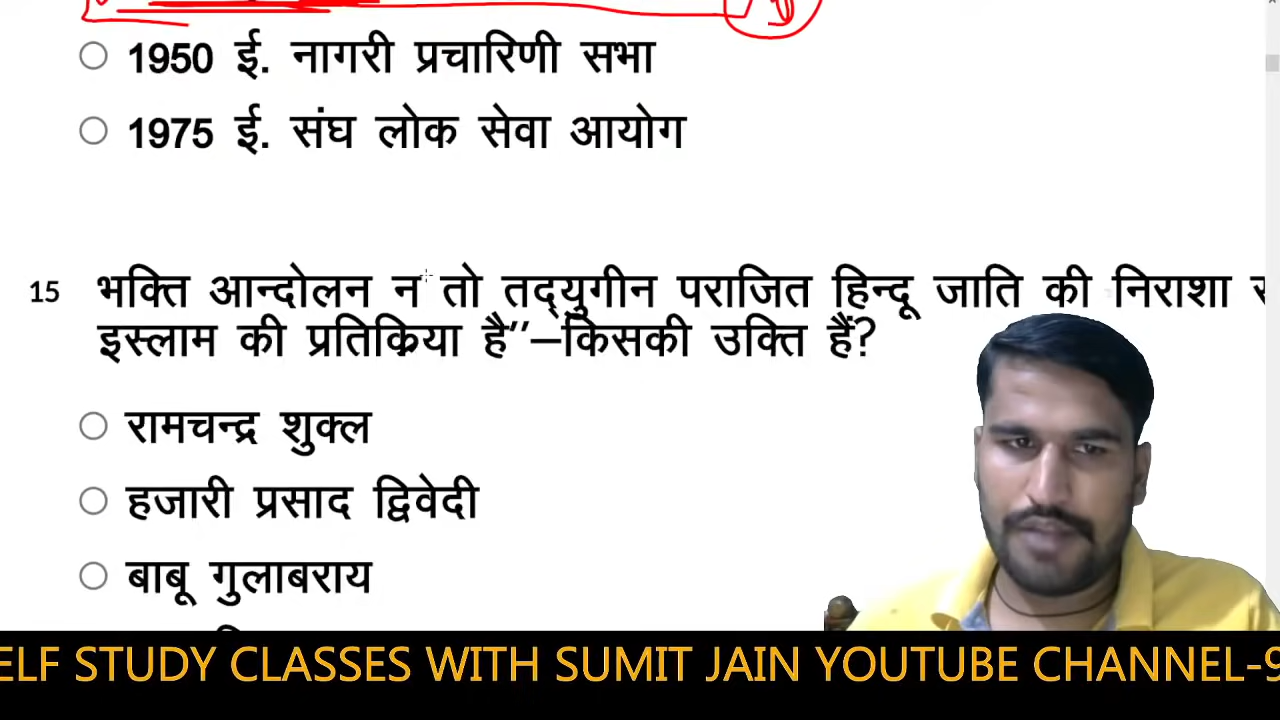 1950 ई. नागरी प्रचारिणी सभा
1975 ई. संघ लोक सेवा आयोग
15 भक्ति आन्दोलन न तो तद्युगीन पराजित हिन्दू जाति की निराशा
इस्लाम की प्रतिकिया है”–किसकी उक्ति हैं?
रामचन्द्र शुक्ल
हजारी प्रसाद द्विवेदी
बाबू गुलाबराय
ELF STUDY CLASSES WITH SUMIT JAIN YOUTUBE CHANNEL-9